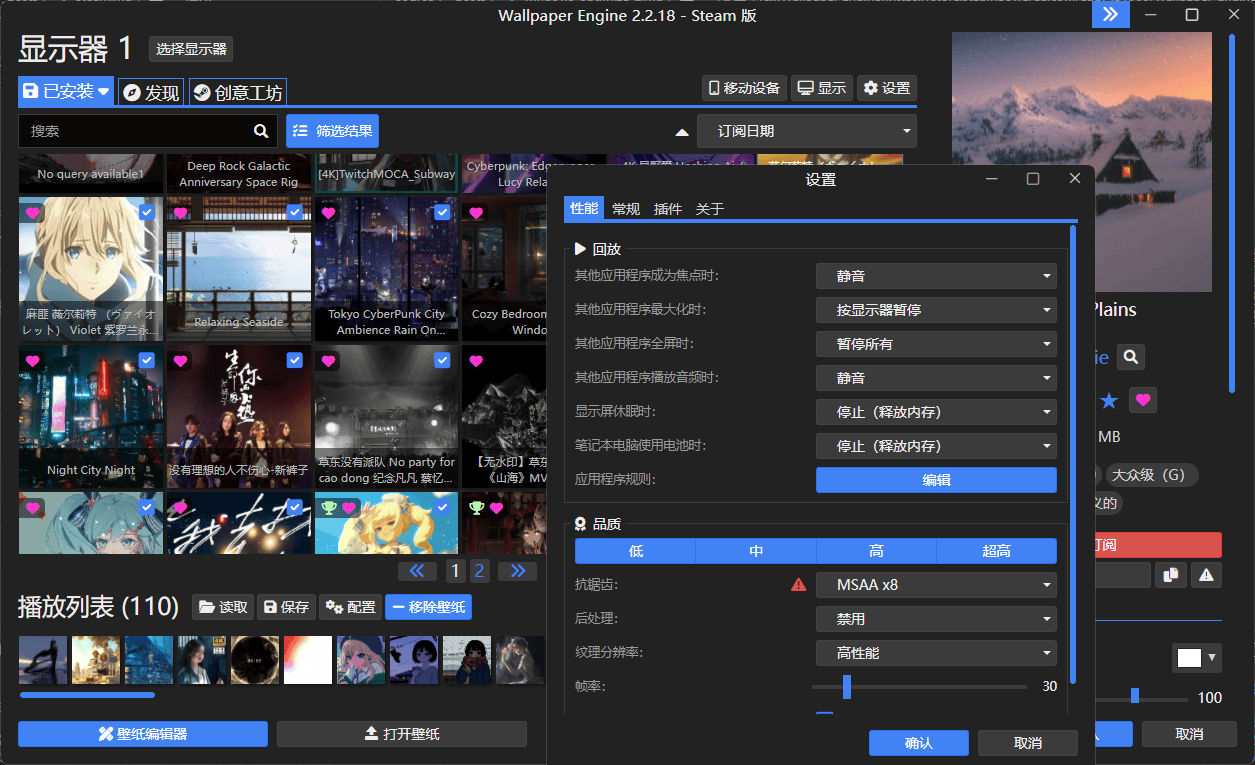 Wallpaper Engine 2.2.18 - Steam 版
显示器 1
选择显示器
已安装
发现
创意工坊
移动设备
显示
设置
搜索
筛选结果
订阅日期
No query available1
Deep Rock Galactic
Anniversary Space Rig
[4K]TwitchMOCA_Subway
Lucy Rela
麻匪 薇尔莉特 （ヴァイオ
レット） Violet 紫罗兰永...
Relaxing Seaside
Tokyo CyberPunk City
Ambience Rain On...
Cozy Bedroom
Windo
Night City Night
没有理想的人不伤心-新裤子
草东没有派队 No party for
cao dong 纪念凡凡 蔡忆...
【无水印】草东
《山海》MV
1
2
播放列表 (110)
读取
保存
配置
移除壁纸
壁纸编辑器
打开壁纸
设置
性能
常规
插件
关于
回放
其他应用程序成为焦点时:
静音
其他应用程序最大化时:
按显示器暂停
其他应用程序全屏时:
暂停所有
其他应用程序播放音频时:
静音
显示屏休眠时:
停止（释放内存）
笔记本电脑使用电池时:
停止（释放内存）
应用程序规则:
编辑
品质
低
中
高
超高
抗锯齿:
MSAA x8
后处理:
禁用
纹理分辨率:
高性能
帧率:
30
确认
取消
Plains
ie
MB
大众级（G）
义的
订阅
100
取消